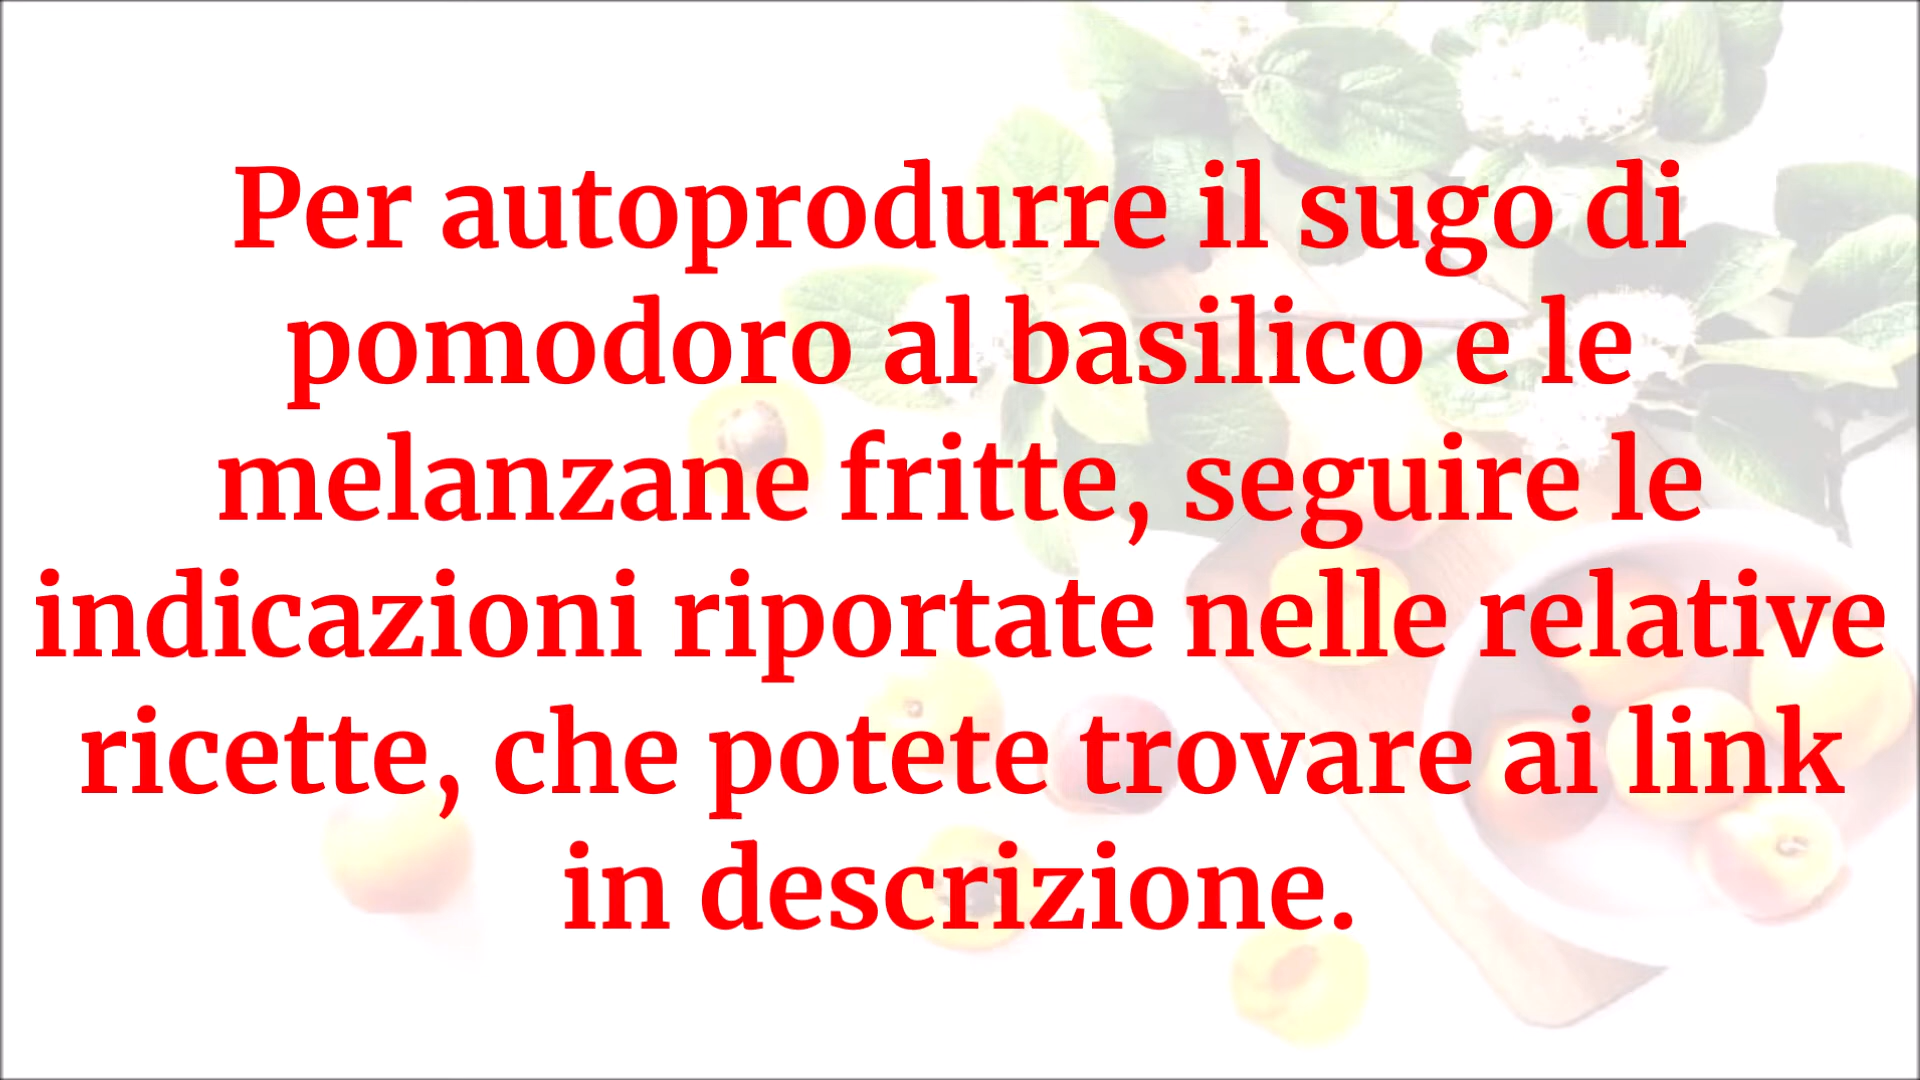 Per autoprodurre il sugo di
pomodoro al basilico e le
melanzane fritte, seguire le
indicazioni riportate nelle relative
ricette, che potete trovare ai link
in descrizione.